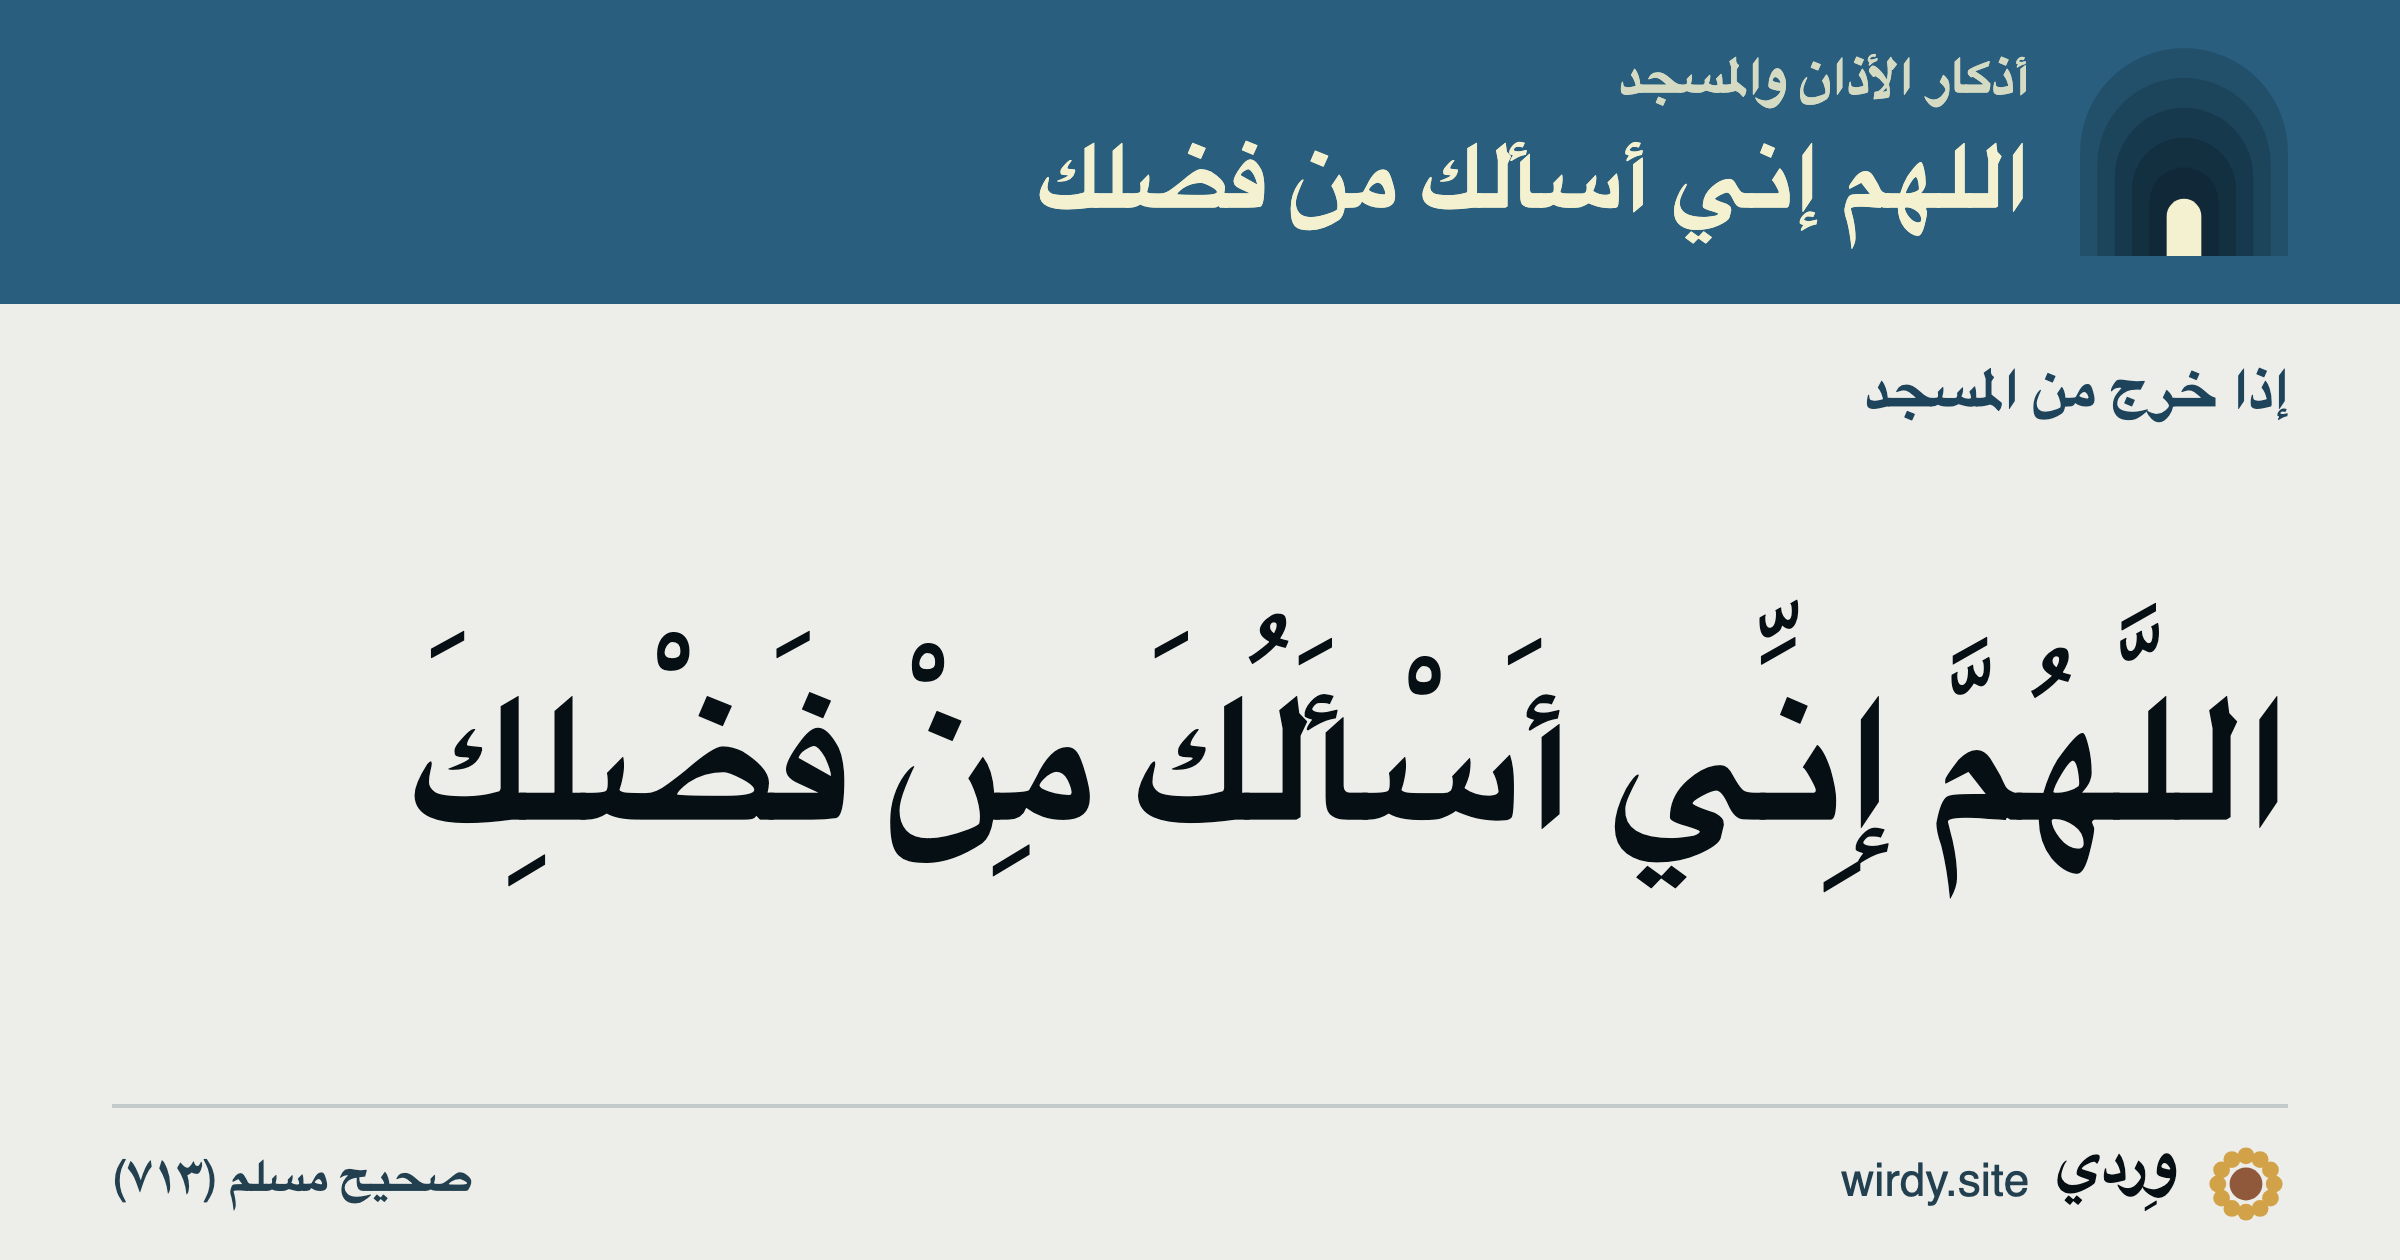 أذكار الأذان والمسجد
اللهم إني أسألك من فضلك
إذا خرج من المسجد
اللَّهُمَّ إِنِّي أَسْأَلُكَ مِنْ فَضْلِكَ
وِردي wirdy.site
صحيح مسلم (٧١٣)